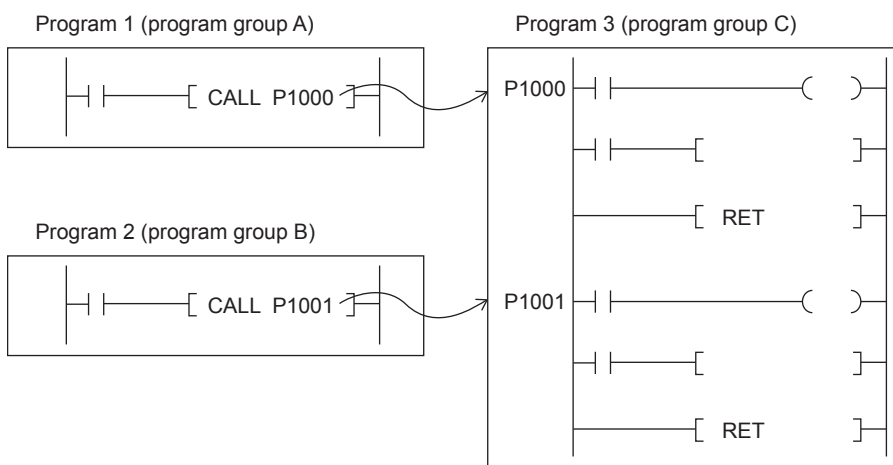 Program 1 (program group A)
CALL P1000
Program 2 (program group B)
CALL P1001
Program 3 (program group C)
P1000
RET
P1001
RET